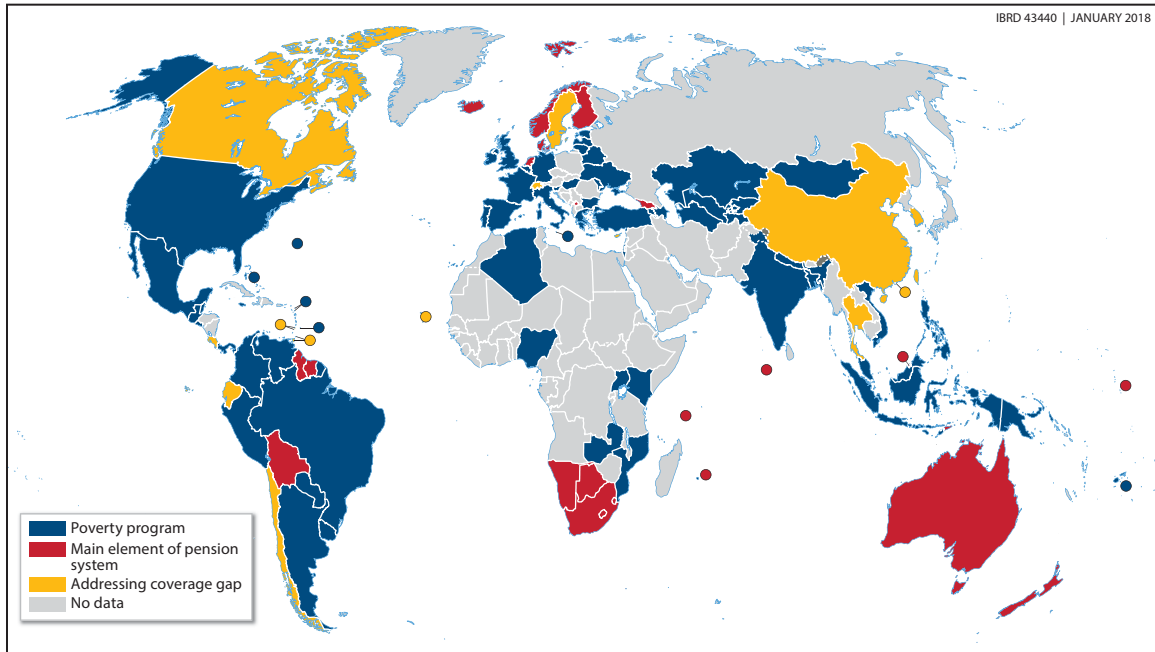 IBRD 43440 | JANUARY 2018
Poverty program
Main element of pension
system
Addressing coverage gap
No data